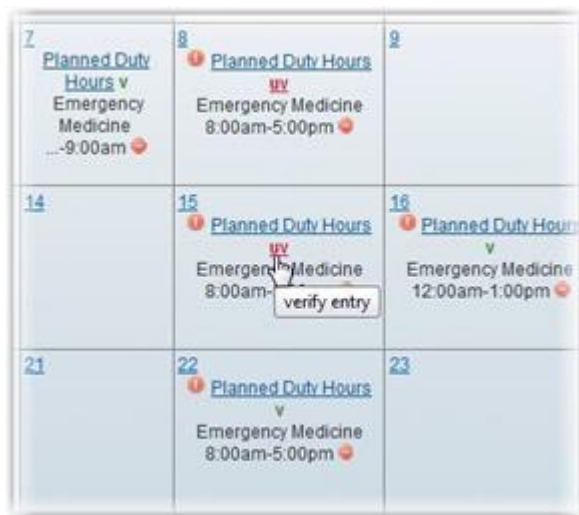 7
Planned Duty
Hours v
Emergency
Medicine
...-9:00am
8
Planned Duty Hours
uv
Emergency Medicine
8:00am-5:00pm
9
14
15
Planned Duty Hours
uv
Emergency Medicine
8:00am-
verify entry
16
Planned Duty Hour
v
Emergency Medicine
12:00am-1:00pm
21
22
Planned Duty Hours
v
Emergency Medicine
8:00am-5:00pm
23